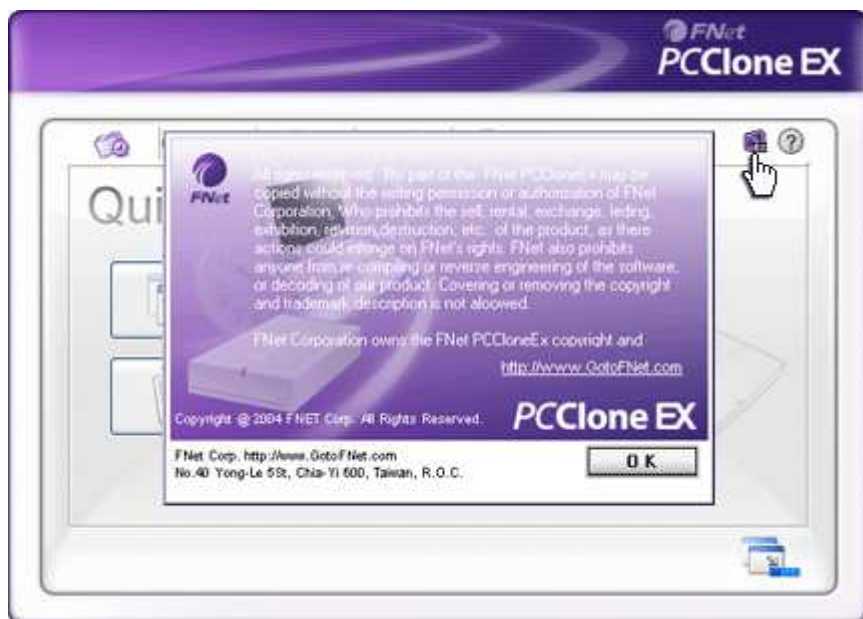 FNet
PCClone EX
Qui
FNet
All rights reserved. No part of the FNet PCCloneEx may be
copied without the writing permission or authorization of FNet
Corporation. Who prohibits the sell, rental, exchange, leding,
exhibition, revision,destruction, etc. of the product, as there
actions could infringe on FNet's rights. FNet also prohibits
anyone from re-compiling or reverse engineering of the software,
or decoding of our product. Covering or removing the copyright
and trademark description is not aloowed.
FNet Corporation owns the FNet PCCloneEx copyright and
http://www.GotoFNet.com
Copyright @ 2004 FNET Corp. All Rights Reserved.
PCClone EX
FNet Corp. http://www.GotoFNet.com
No.40 Yong-Le 5St, Chia-Yi 600, Taiwan, R.O.C.
O K